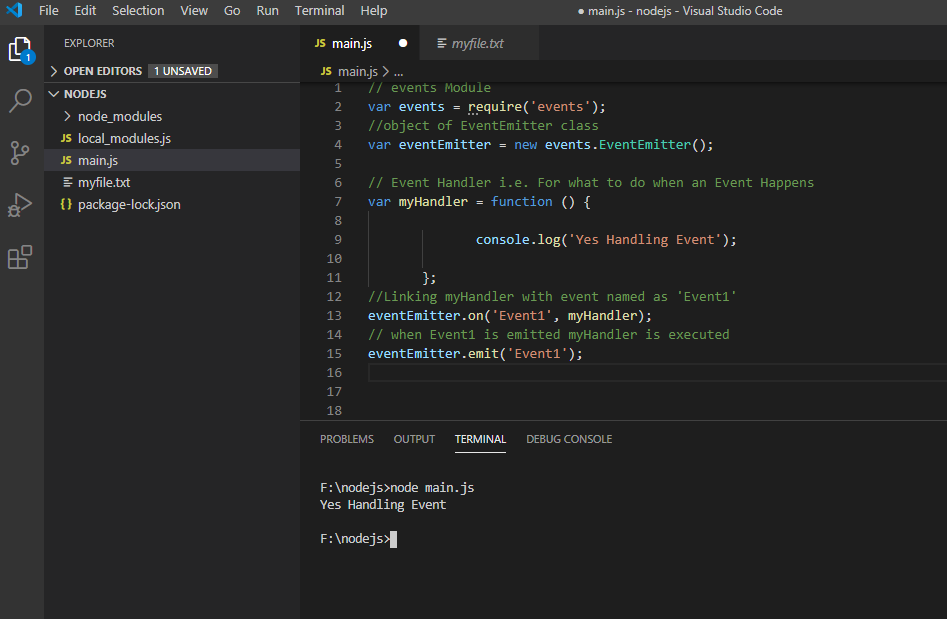 File Edit Selection View Go Run Terminal Help ● main.js - nodejs - Visual Studio Code
1
EXPLORER
OPEN EDITORS 1 UNSAVED
NODEJS
node_modules
JS local_modules.js
JS main.js
myfile.txt
{} package-lock.json
JS main.js ● myfile.txt
JS main.js > ...
1 // events Module
2 var events = require('events');
3 //object of EventEmitter class
4 var eventEmitter = new events.EventEmitter();
5
6 // Event Handler i.e. For what to do when an Event Happens
7 var myHandler = function () {
8
9 console.log('Yes Handling Event');
10
11 };
12 //Linking myHandler with event named as 'Event1'
13 eventEmitter.on('Event1', myHandler);
14 // when Event1 is emitted myHandler is executed
15 eventEmitter.emit('Event1');
16
17
18
PROBLEMS OUTPUT TERMINAL DEBUG CONSOLE
F:\nodejs>node main.js
Yes Handling Event
F:\nodejs>